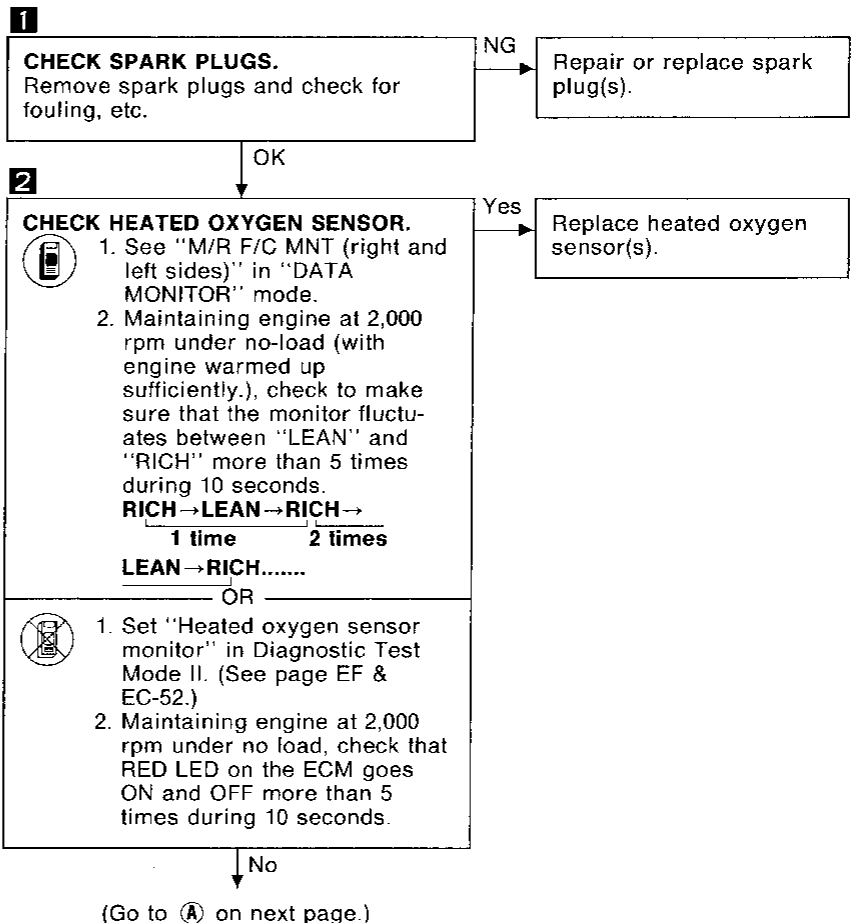 1
CHECK SPARK PLUGS.
Remove spark plugs and check for
fouling, etc.
NG
Repair or replace spark
plug(s).
OK
2
CHECK HEATED OXYGEN SENSOR.
1. See "M/R F/C MNT (right and
left sides)" in "DATA
MONITOR" mode.
2. Maintaining engine at 2,000
rpm under no-load (with
engine warmed up
sufficiently.), check to make
sure that the monitor fluctu-
ates between "LEAN" and
"RICH" more than 5 times
during 10 seconds.
RICH→LEAN→RICH→
1 time 2 times
LEAN→RICH.......
OR
1. Set "Heated oxygen sensor
monitor" in Diagnostic Test
Mode II. (See page EF &
EC-52.)
2. Maintaining engine at 2,000
rpm under no load, check that
RED LED on the ECM goes
ON and OFF more than 5
times during 10 seconds.
Yes
Replace heated oxygen
sensor(s).
No
(Go to Ⓐ on next page.)